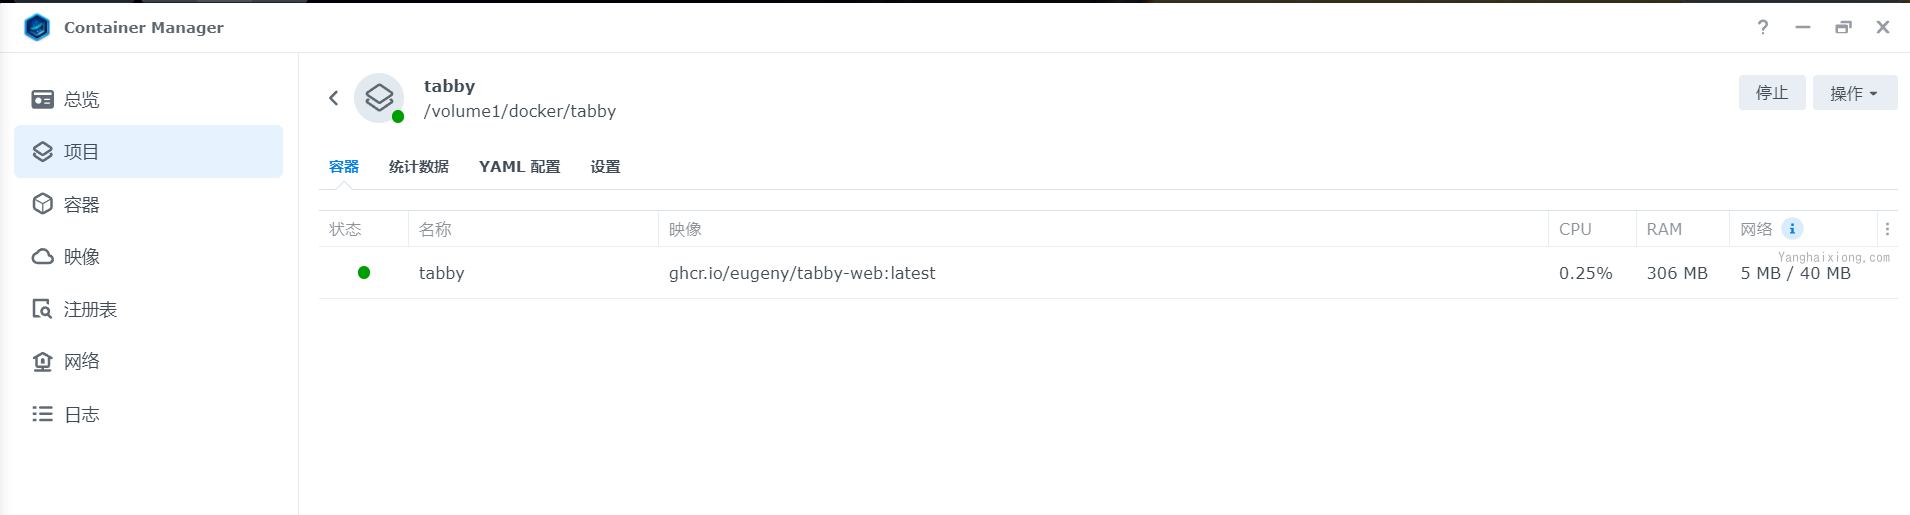 Container Manager
总览
项目
容器
映像
注册表
网络
日志
tabby
/volume1/docker/tabby
停止
操作
容器 统计数据 YAML 配置 设置
状态 名称 映像 CPU RAM 网络
Yanghaixiong.com
tabby ghcr.io/eugeny/tabby-web:latest 0.25% 306 MB 5 MB / 40 MB